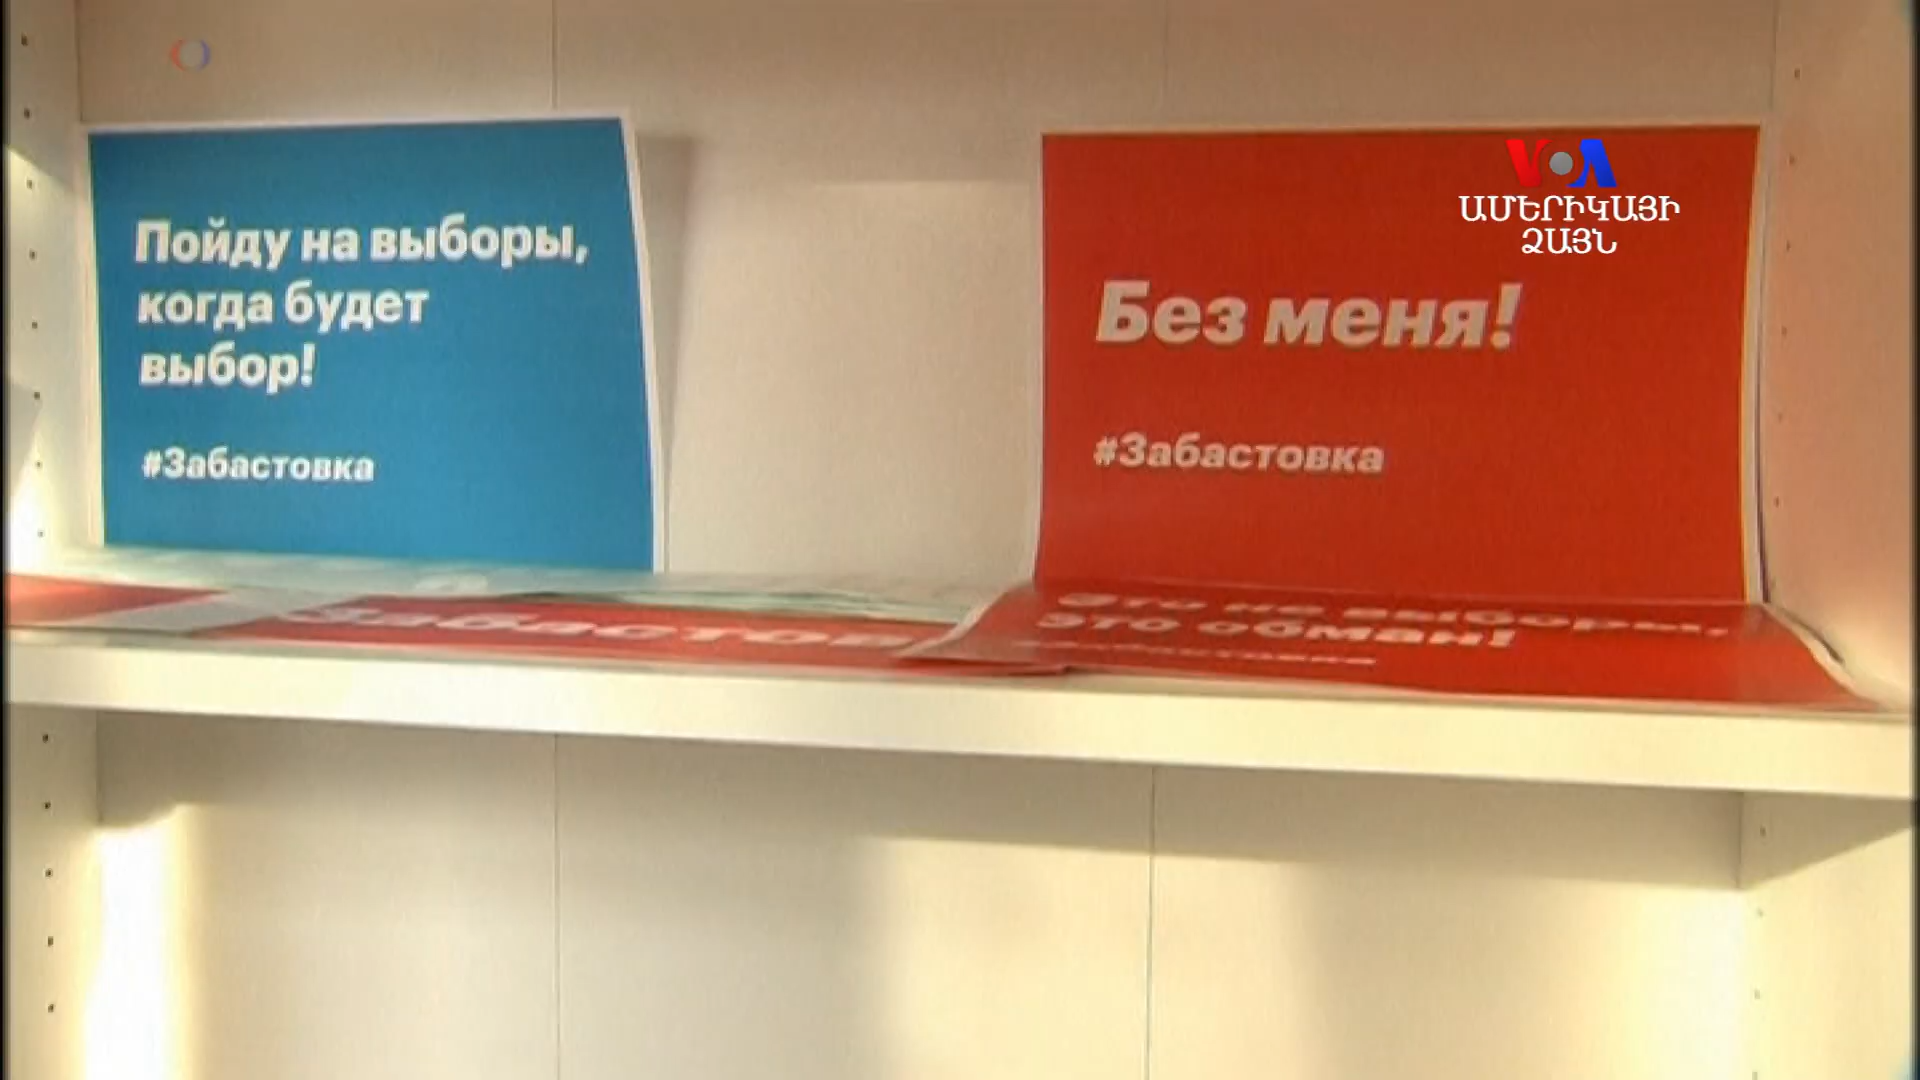 Пойду на выборы,
когда будет
выбор!
#Забастовка
VOA
ԱՄԵՐԻԿԱՅԻ
ՁԱՅՆ
Без меня!
#Забастовка
Забастов
Это не выборы,
это обман!
#Забастовка